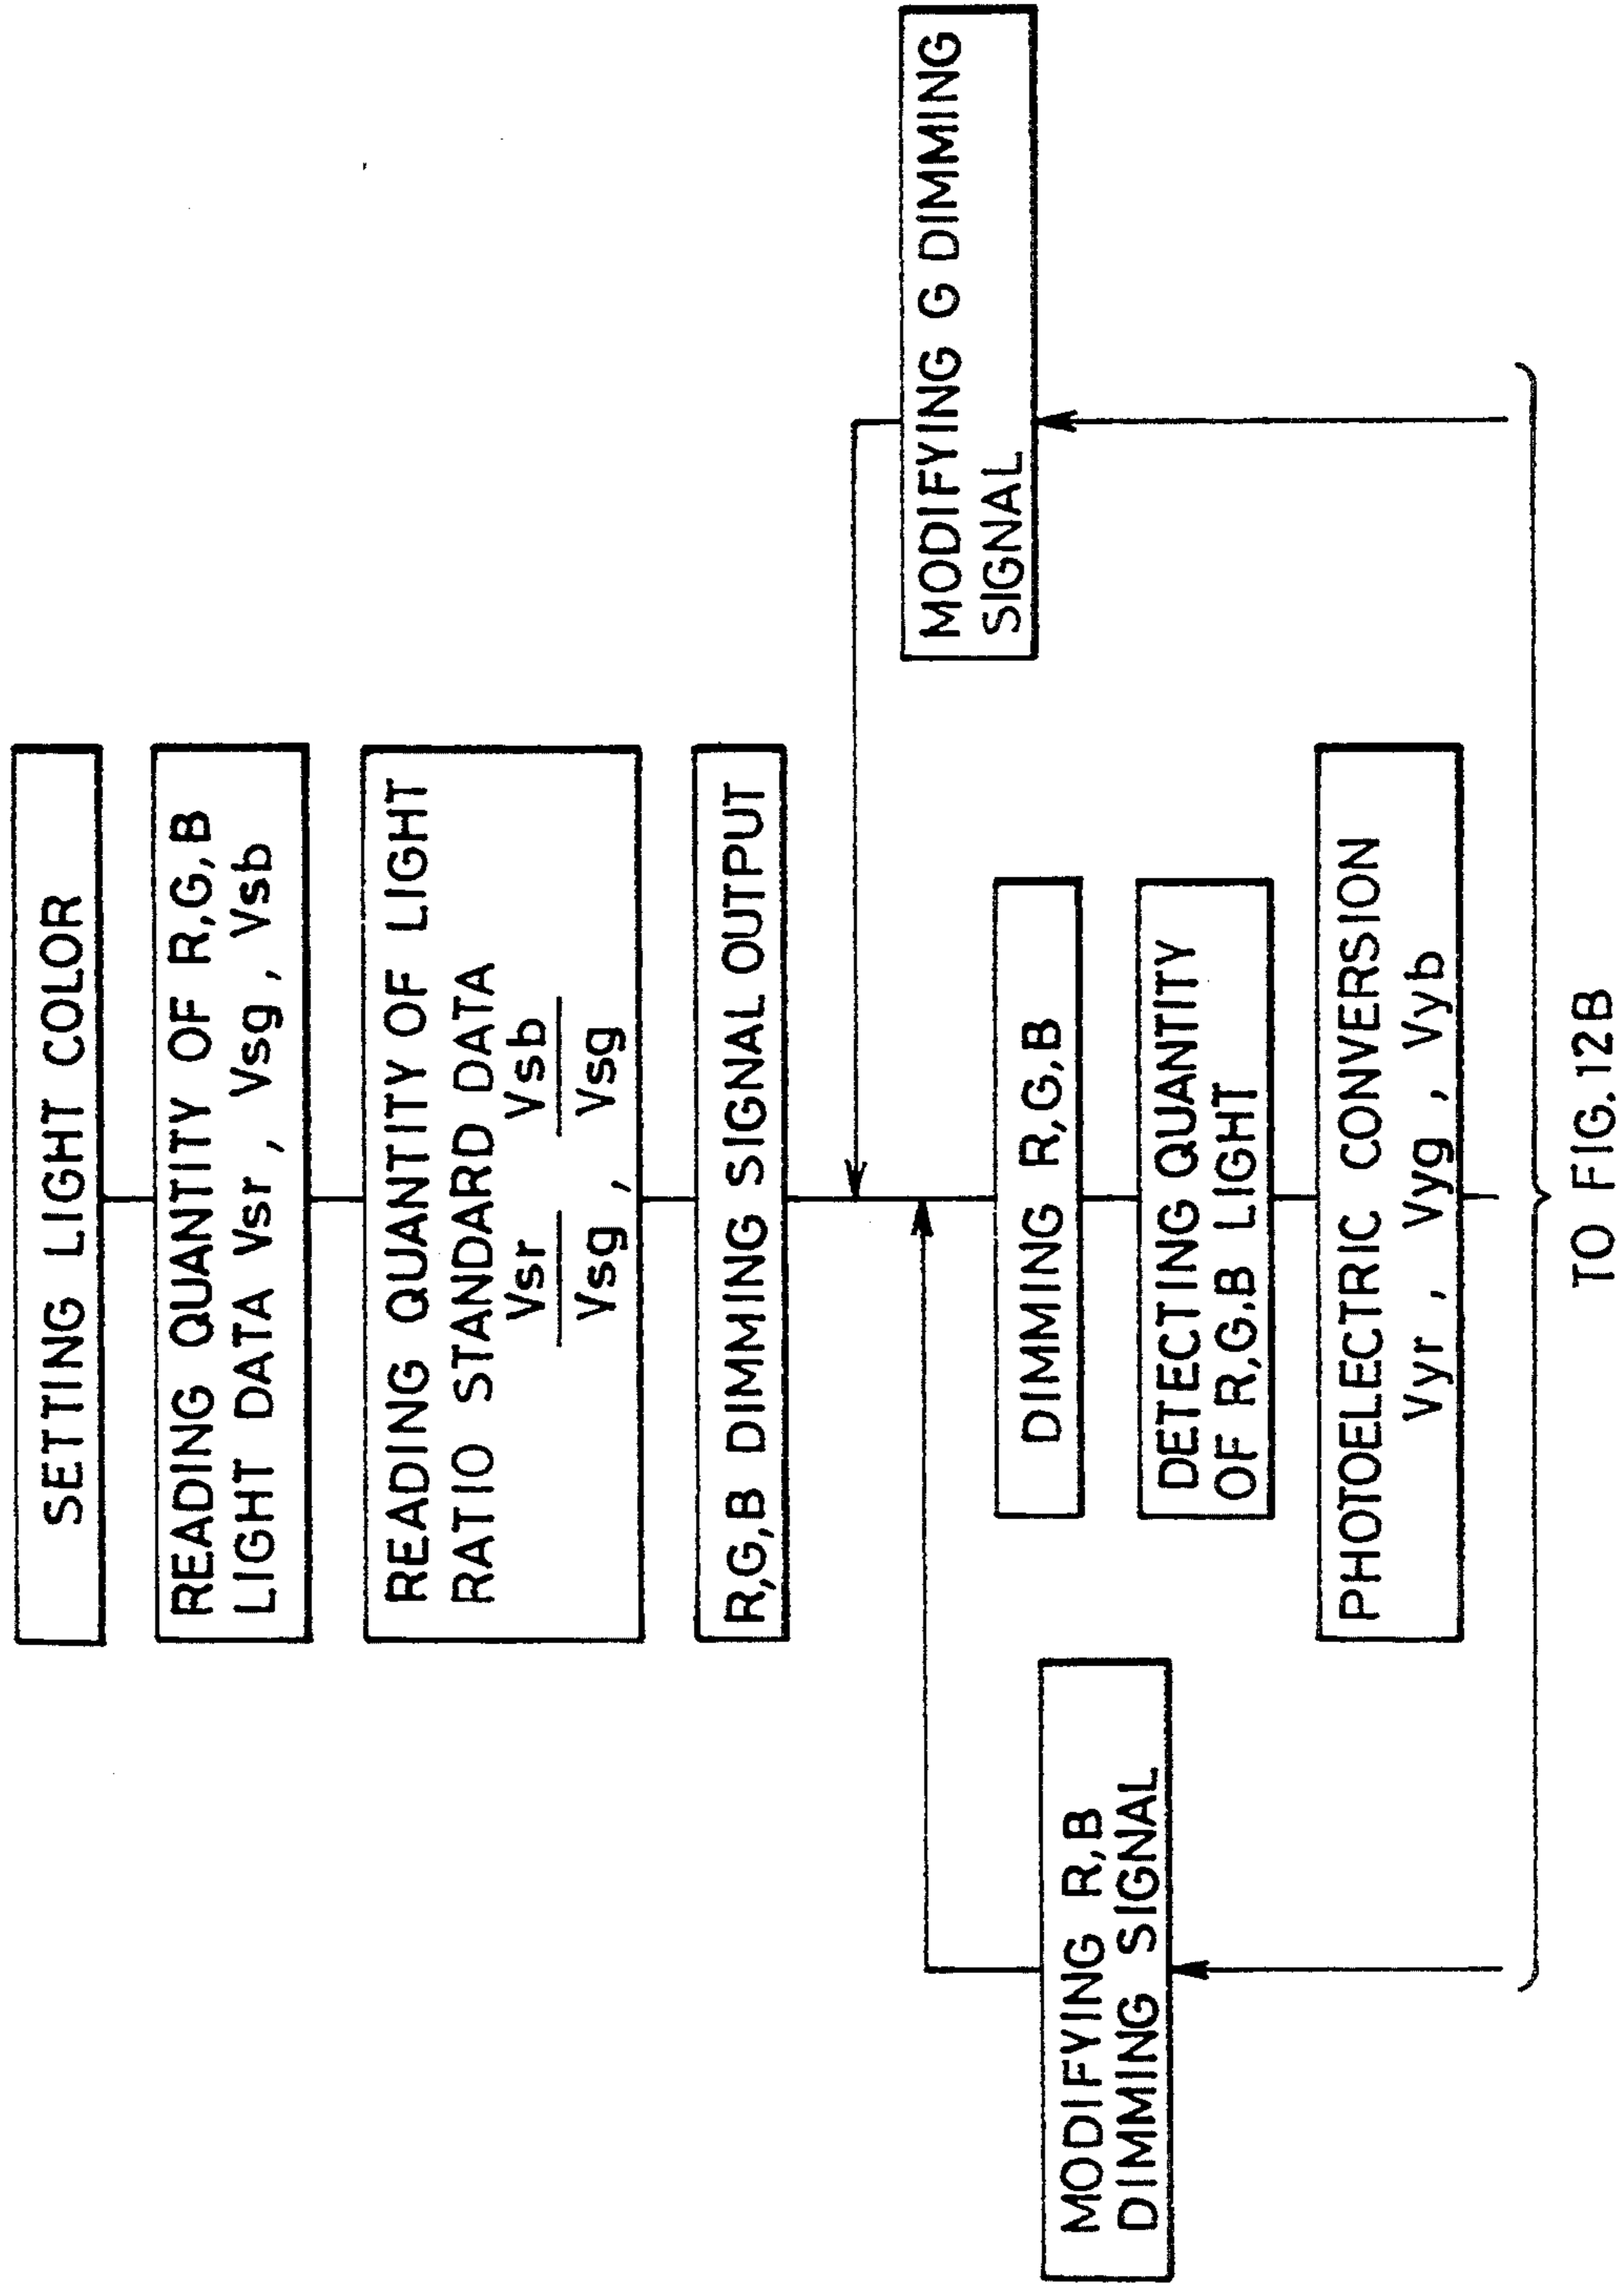 SETTING LIGHT COLOR
READING QUANTITY OF R,G,B
LIGHT DATA Vsr , Vsg , Vsb
READING QUANTITY OF LIGHT
RATIO STANDARD DATA
Vsr Vsb
Vsg , Vsg
R,G,B DIMMING SIGNAL OUTPUT
MODIFYING G DIMMING
SIGNAL
DIMMING R,G,B
MODIFYING R,B
DIMMING SIGNAL
DETECTING QUANTITY
OF R,G,B LIGHT
PHOTOELECTRIC CONVERSION
Vyr , Vyg , Vyb
TO FIG. 12B